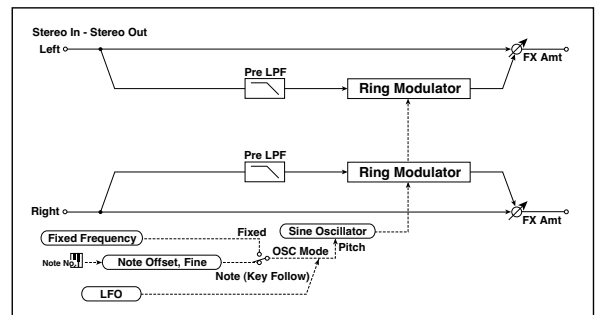 Stereo In - Stereo Out
Left
FX Amt
Pre LPF
Ring Modulator
Pre LPF
Ring Modulator
Right
FX Amt
Fixed
Sine Oscillator
Fixed Frequency
OSC Mode
Pitch
Note No.
Note Offset, Fine
Note (Key Follow)
LFO